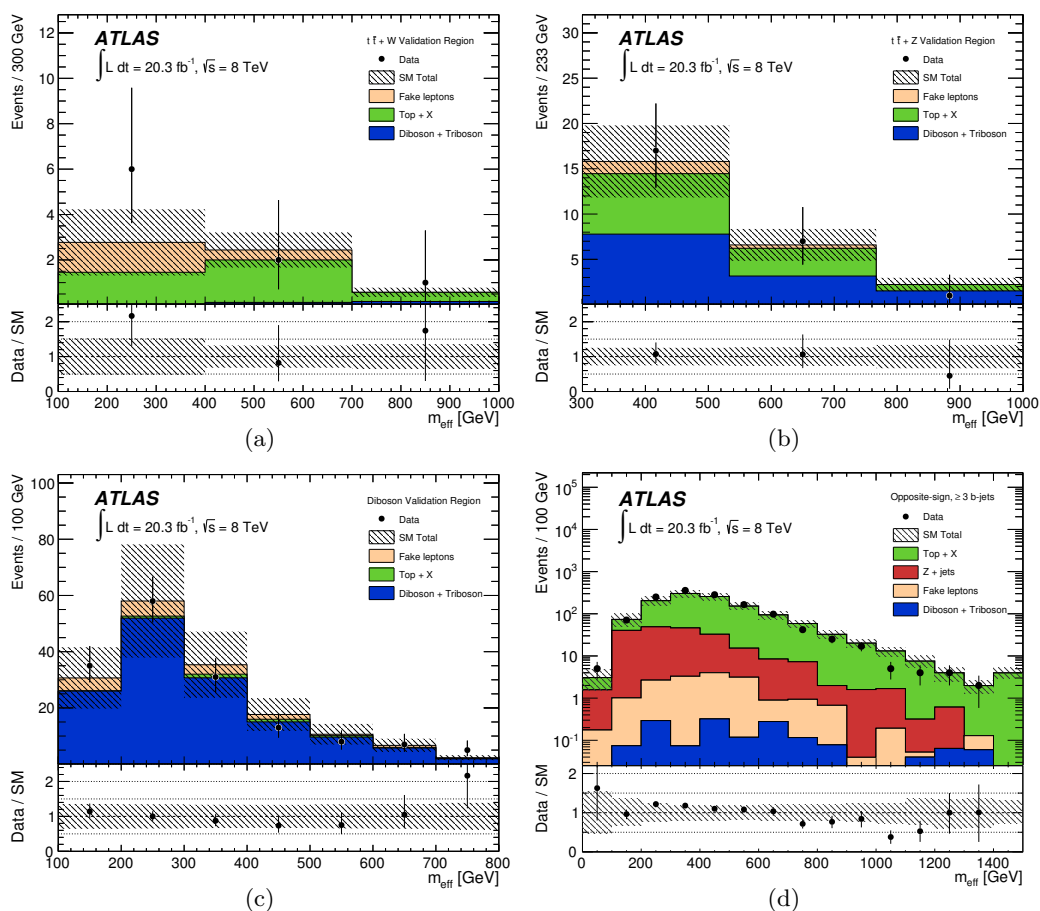 ATLAS
∫L dt = 20.3 fb⁻¹, √s = 8 TeV
t t̄ + W Validation Region
Data
SM Total
Fake leptons
Top + X
Diboson + Triboson
Events / 300 GeV
12
10
8
6
4
2
Data / SM
2
1
0
100 200 300 400 500 600 700 800 900 1000
m_eff [GeV]
(a)
ATLAS
∫L dt = 20.3 fb⁻¹, √s = 8 TeV
t t̄ + Z Validation Region
Data
SM Total
Fake leptons
Top + X
Diboson + Triboson
Events / 233 GeV
30
25
20
15
10
5
Data / SM
2
1
0
300 400 500 600 700 800 900 1000
m_eff [GeV]
(b)
ATLAS
∫L dt = 20.3 fb⁻¹, √s = 8 TeV
Diboson Validation Region
Data
SM Total
Fake leptons
Top + X
Diboson + Triboson
Events / 100 GeV
100
80
60
40
20
Data / SM
2
1
0
100 200 300 400 500 600 700 800
m_eff [GeV]
(c)
ATLAS
∫L dt = 20.3 fb⁻¹, √s = 8 TeV
Opposite-sign, ≥ 3 b-jets
Data
SM Total
Top + X
Z + jets
Fake leptons
Diboson + Triboson
Events / 100 GeV
10⁵
10⁴
10³
10²
10
1
10⁻¹
Data / SM
2
1
0
0 200 400 600 800 1000 1200 1400
m_eff [GeV]
(d)